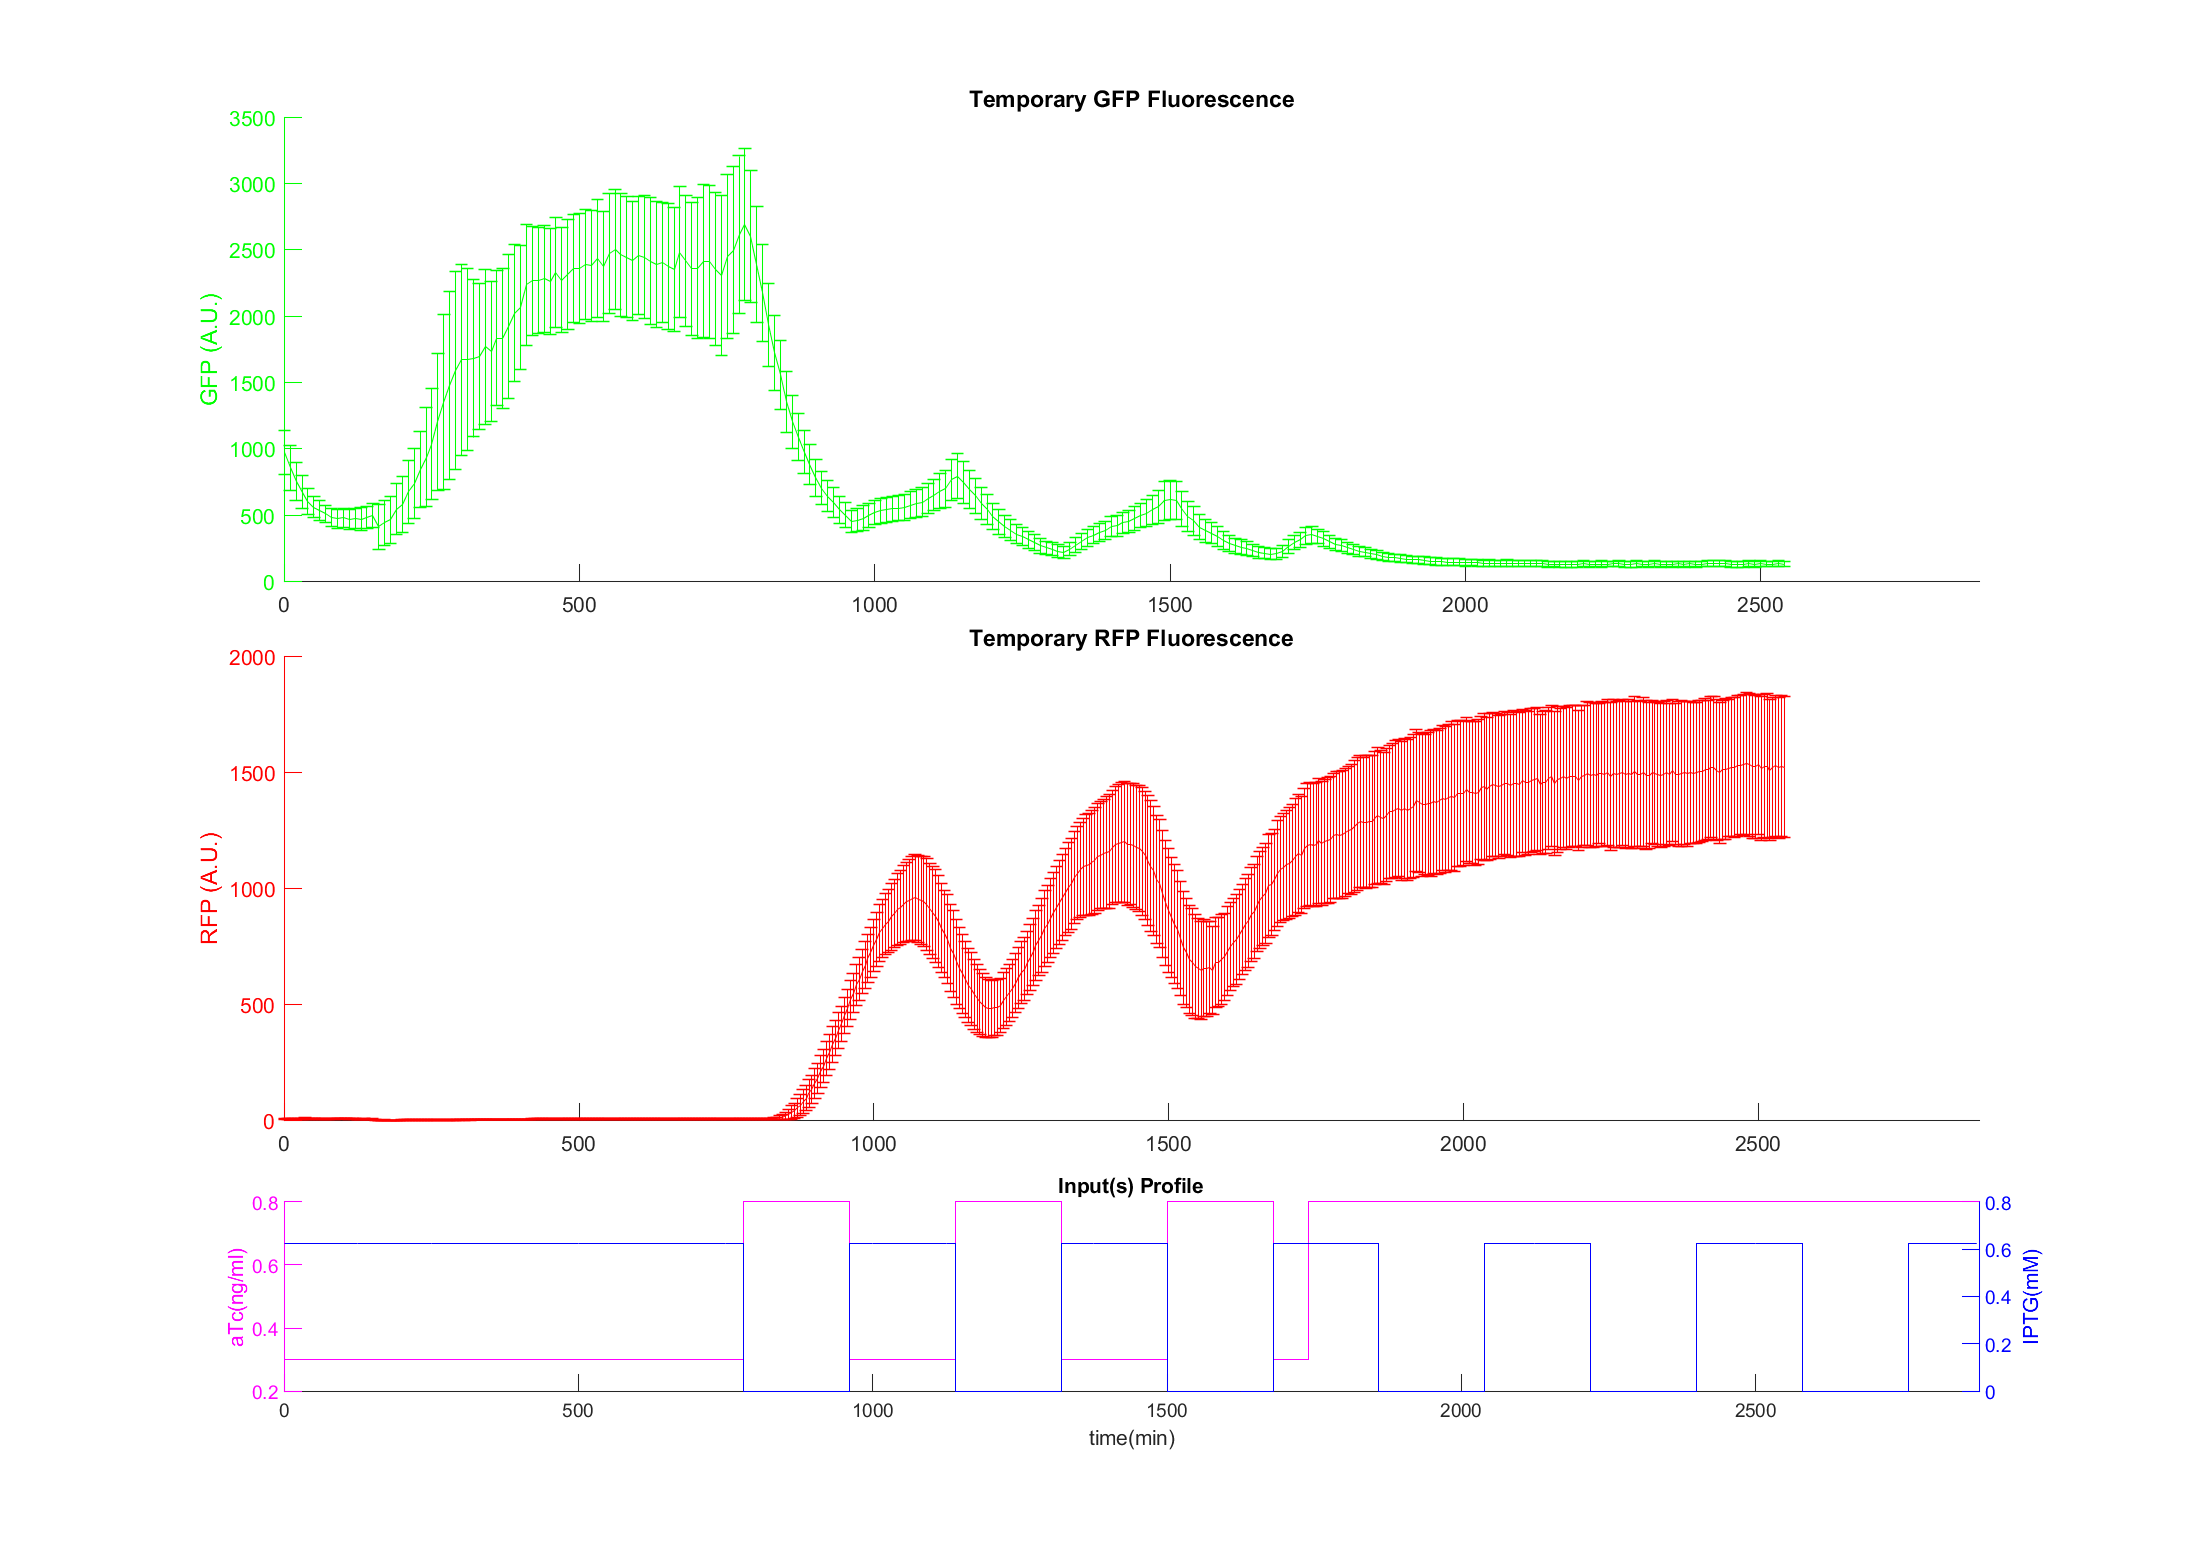 Temporary GFP Fluorescence
3500
3000
2500
2000
1500
1000
500
0
GFP (A.U.)
0 500 1000 1500 2000 2500
Temporary RFP Fluorescence
2000
1500
1000
500
0
RFP (A.U.)
0 500 1000 1500 2000 2500
Input(s) Profile
0.8
0.6
0.4
0.2
aTc(ng/ml)
0.8
0.6
0.4
0.2
0
IPTG(mM)
0 500 1000 1500 2000 2500
time(min)